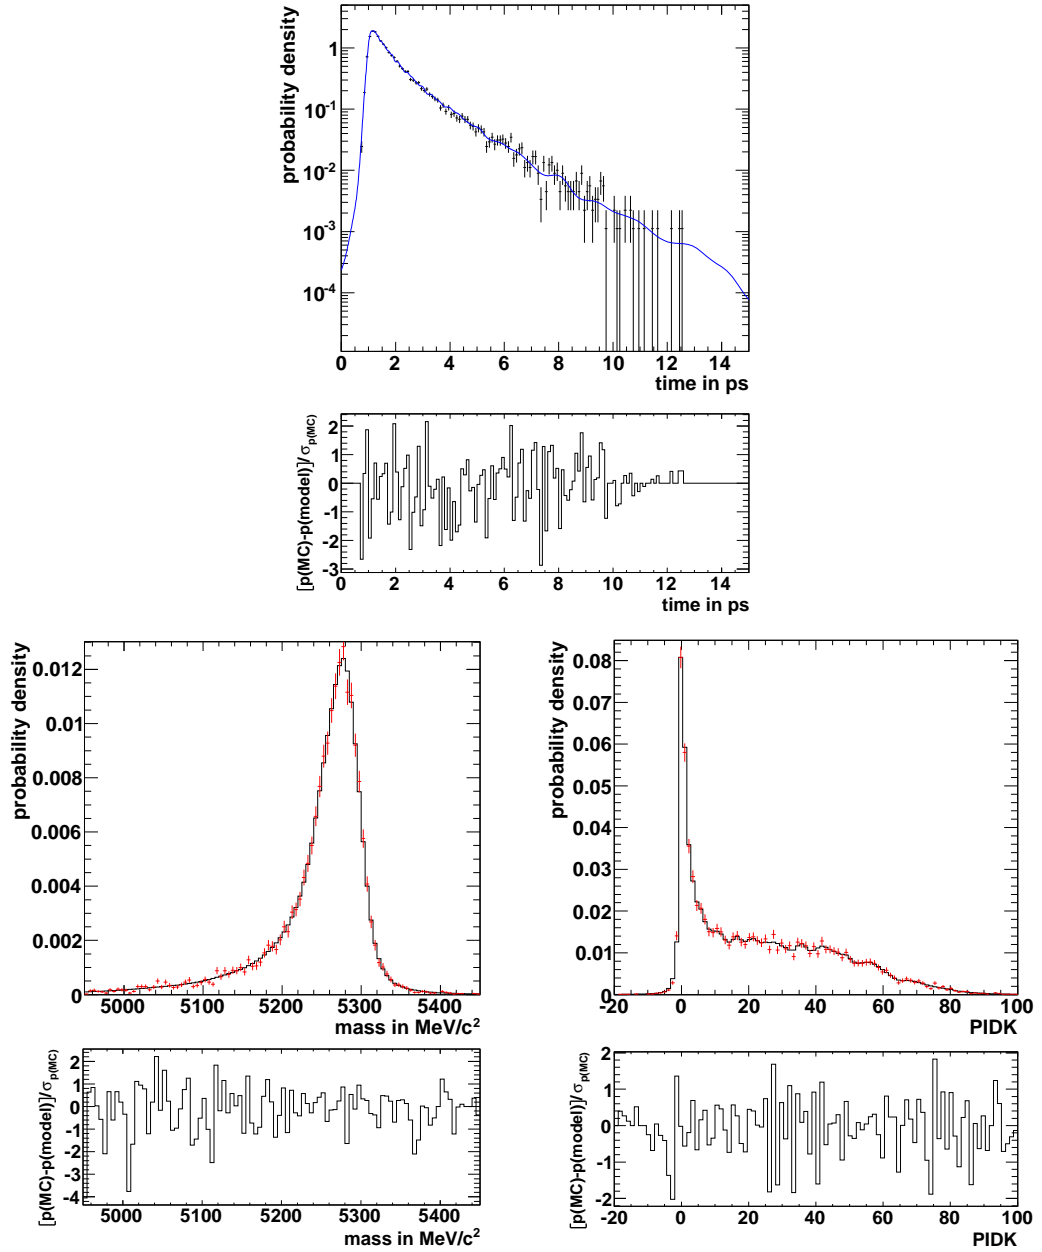 probability density
1
10-1
10-2
10-3
10-4
0 2 4 6 8 10 12 14
time in ps
[p(MC)-p(model)]/σp(MC)
2
1
0
-1
-2
-3
0 2 4 6 8 10 12 14
time in ps
probability density
0.012
0.01
0.008
0.006
0.004
0.002
0
5000 5100 5200 5300 5400
mass in MeV/c2
probability density
0.08
0.07
0.06
0.05
0.04
0.03
0.02
0.01
0
-20 0 20 40 60 80 100
PIDK
[p(MC)-p(model)]/σp(MC)
2
1
0
-1
-2
-3
-4
5000 5100 5200 5300 5400
mass in MeV/c2
[p(MC)-p(model)]/σp(MC)
2
1
0
-1
-2
-20 0 20 40 60 80 100
PIDK